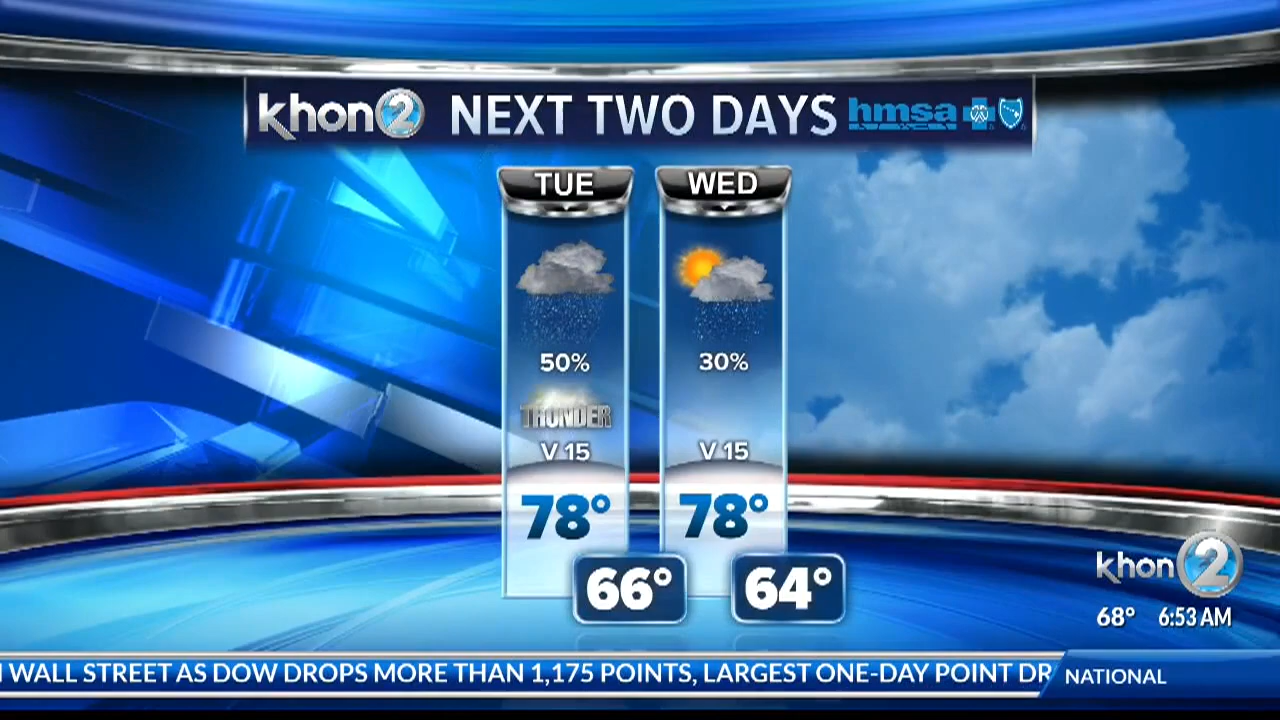 khon2 NEXT TWO DAYS hmsa
TUE WED
50% 30%
THUNDER
V 15 V 15
78° 78°
66° 64°
khon2
68° 6:53 AM
WALL STREET AS DOW DROPS MORE THAN 1,175 POINTS, LARGEST ONE-DAY POINT DR
NATIONAL